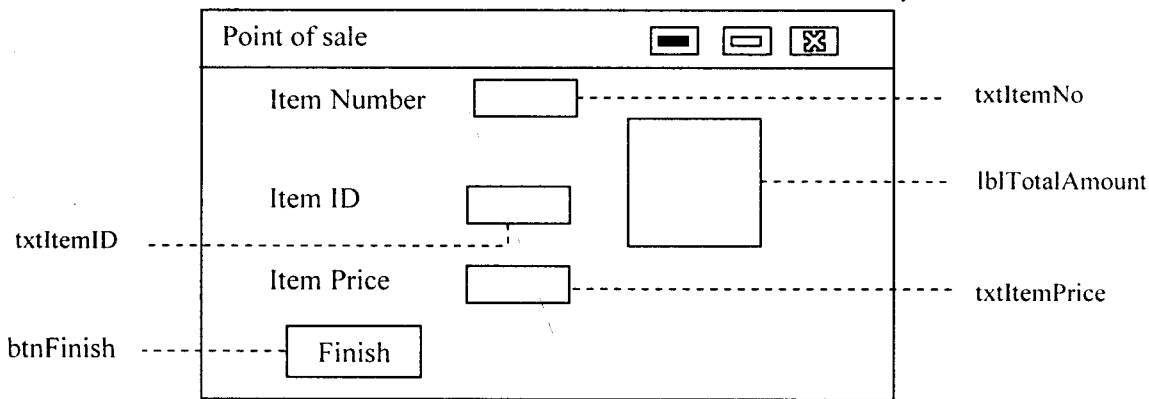 Point of sale
Item Number
txtItemNo
lblTotalAmount
Item ID
txtItemID
Item Price
txtItemPrice
btnFinish
Finish